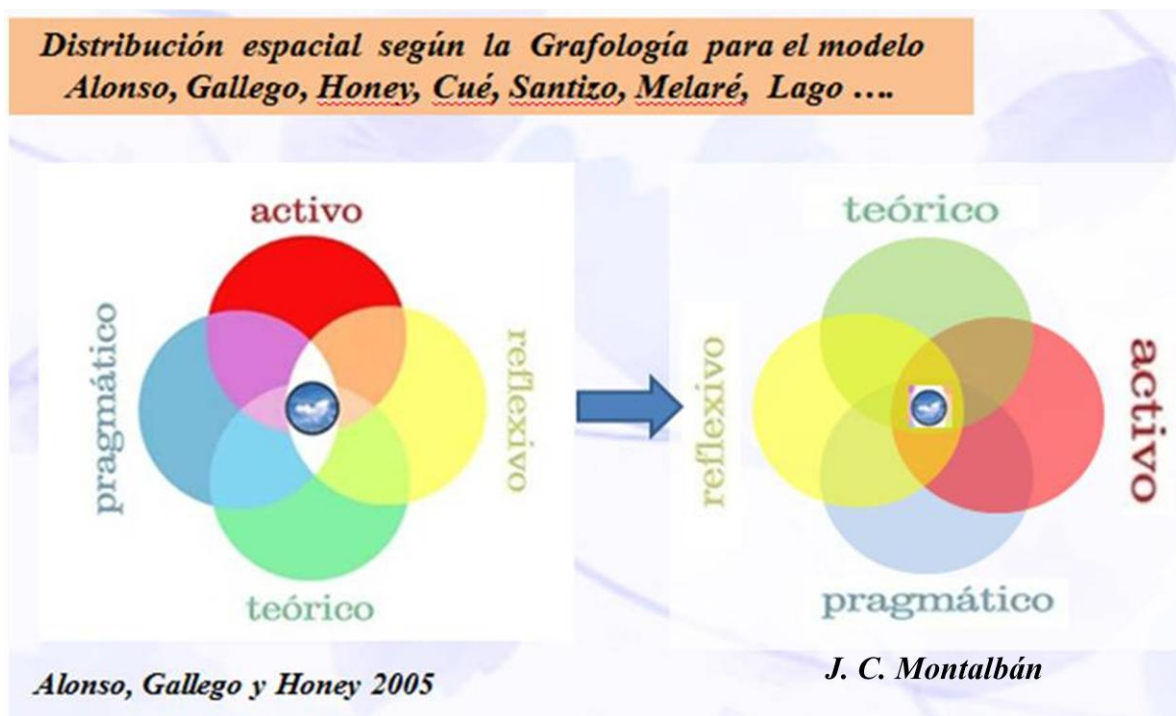 Distribución espacial según la Grafología para el modelo
Alonso, Gallego, Honey, Cué, Santizo, Melaré, Lago ....
activo
pragmático
reflexivo
teórico
Alonso, Gallego y Honey 2005
teórico
reflexivo
activo
pragmático
J. C. Montalbán